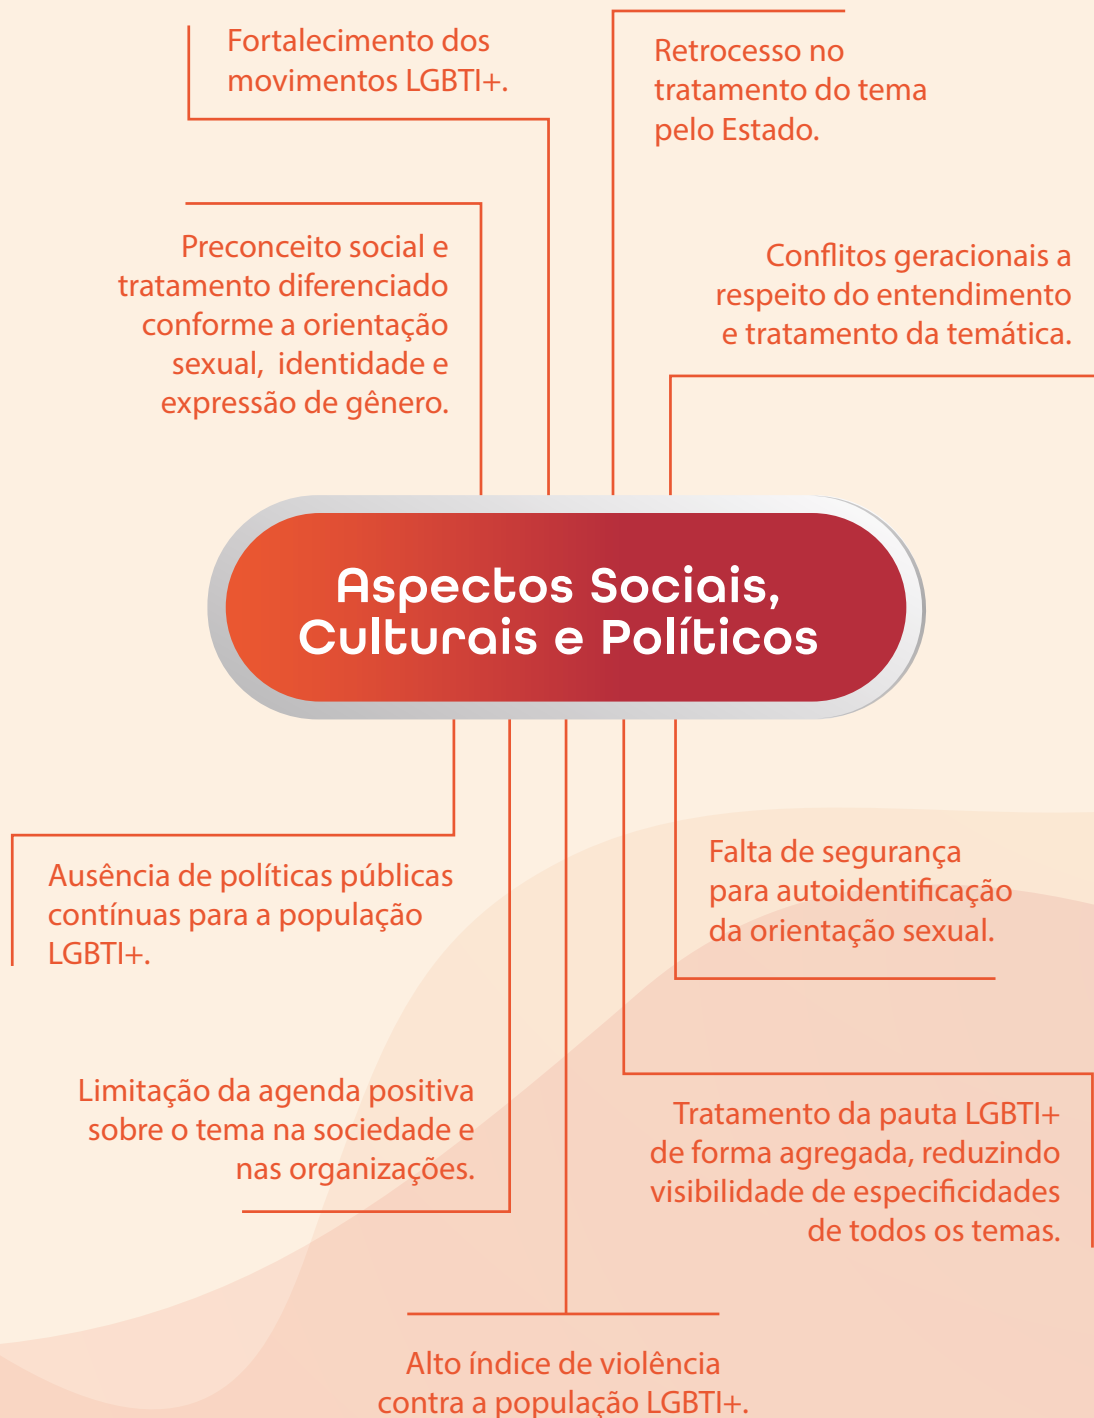 Fortalecimento dos
movimentos LGBTI+.
Retrocesso no
tratamento do tema
pelo Estado.
Preconceito social e
tratamento diferenciado
conforme a orientação
sexual, identidade e
expressão de gênero.
Conflitos geracionais a
respeito do entendimento
e tratamento da temática.
Aspectos Sociais,
Culturais e Políticos
Ausência de políticas públicas
contínuas para a população
LGBTI+.
Falta de segurança
para autoidentificação
da orientação sexual.
Limitação da agenda positiva
sobre o tema na sociedade e
nas organizações.
Tratamento da pauta LGBTI+
de forma agregada, reduzindo
visibilidade de especificidades
de todos os temas.
Alto índice de violência
contra a população LGBTI+.